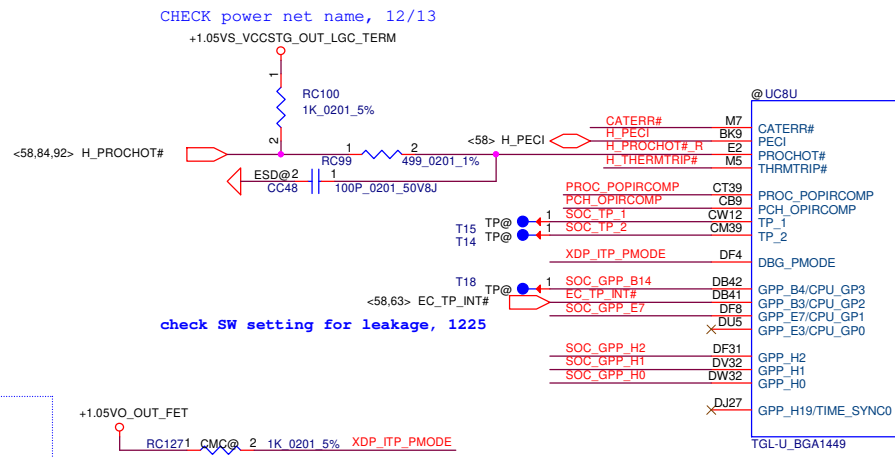 CHECK power net name, 12/13
+1.05VS_VCCSTG_OUT_LGC_TERM
1
RC100
1K_0201_5%
2
@ UC8U
<58,84,92> H_PROCHOT#
1 2
RC99 499_0201_1%
<58> H_PECI
ESD@ 2 1
CC48 100P_0201_50V8J
CATERR# M7 CATERR#
H_PECI BK9 PECI
H_PROCHOT#_R E2 PROCHOT#
H_THERMTRIP# M5 THRMTRIP#
PROC_POPIRCOMP CT39 PROC_POPIRCOMP
PCH_OPIRCOMP CB9 PCH_OPIRCOMP
T15 TP@ 1 SOC_TP_1 CW12 TP_1
T14 TP@ 1 SOC_TP_2 CM39 TP_2
XDP_ITP_PMODE DF4 DBG_PMODE
T18 TP@ 1 SOC_GPP_B14 DB42 GPP_B4/CPU_GP3
<58,63> EC_TP_INT# EC_TP_INT# DB41 GPP_B3/CPU_GP2
SOC_GPP_E7 DF8 GPP_E7/CPU_GP1
DU5 GPP_E3/CPU_GP0
check SW setting for leakage, 1225
SOC_GPP_H2 DF31 GPP_H2
SOC_GPP_H1 DV32 GPP_H1
SOC_GPP_H0 DW32 GPP_H0
DJ27 GPP_H19/TIME_SYNC0
TGL-U_BGA1449
+1.05VO_OUT_FET
RC127 1 CMC@ 2 1K_0201_5% XDP_ITP_PMODE